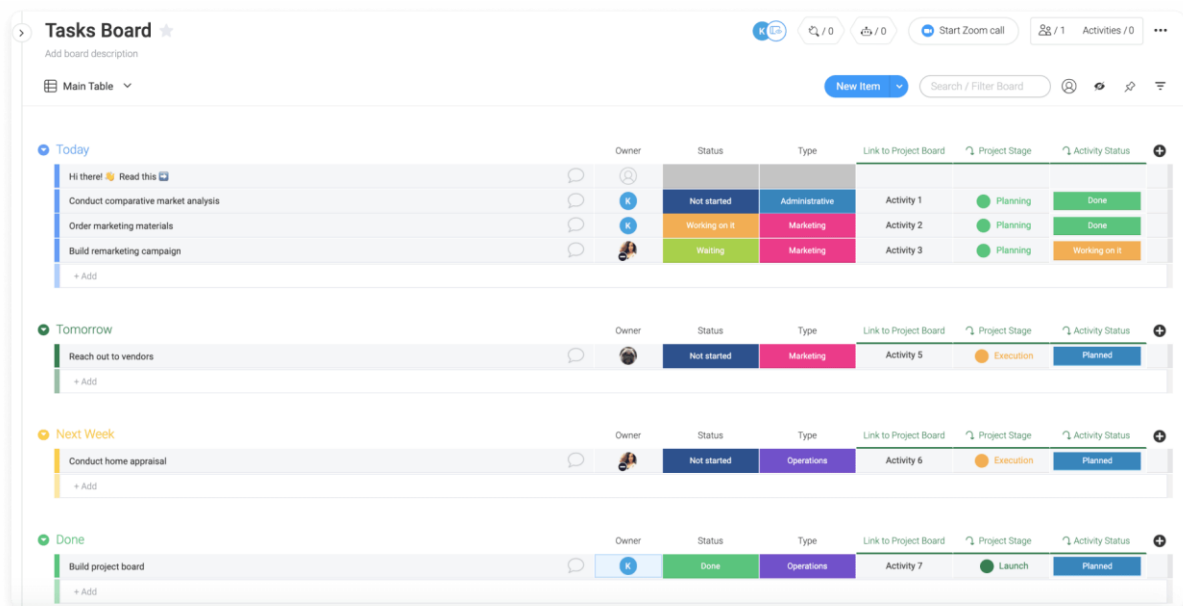 Tasks Board
K
/ 0
/ 0
Start Zoom call
/ 1
Activities / 0
Add board description
Main Table
New Item
Search / Filter Board
Today Owner Status Type Link to Project Board Project Stage Activity Status
Hi there! 👋 Read this ➡️
Conduct comparative market analysis K Not started Administrative Activity 1 Planning Done
Order marketing materials K Working on it Marketing Activity 2 Planning Done
Build remarketing campaign Waiting Marketing Activity 3 Planning Working on it
+ Add
Tomorrow Owner Status Type Link to Project Board Project Stage Activity Status
Reach out to vendors Not started Marketing Activity 5 Execution Planned
+ Add
Next Week Owner Status Type Link to Project Board Project Stage Activity Status
Conduct home appraisal Not started Operations Activity 6 Execution Planned
+ Add
Done Owner Status Type Link to Project Board Project Stage Activity Status
Build project board K Done Operations Activity 7 Launch Planned
+ Add